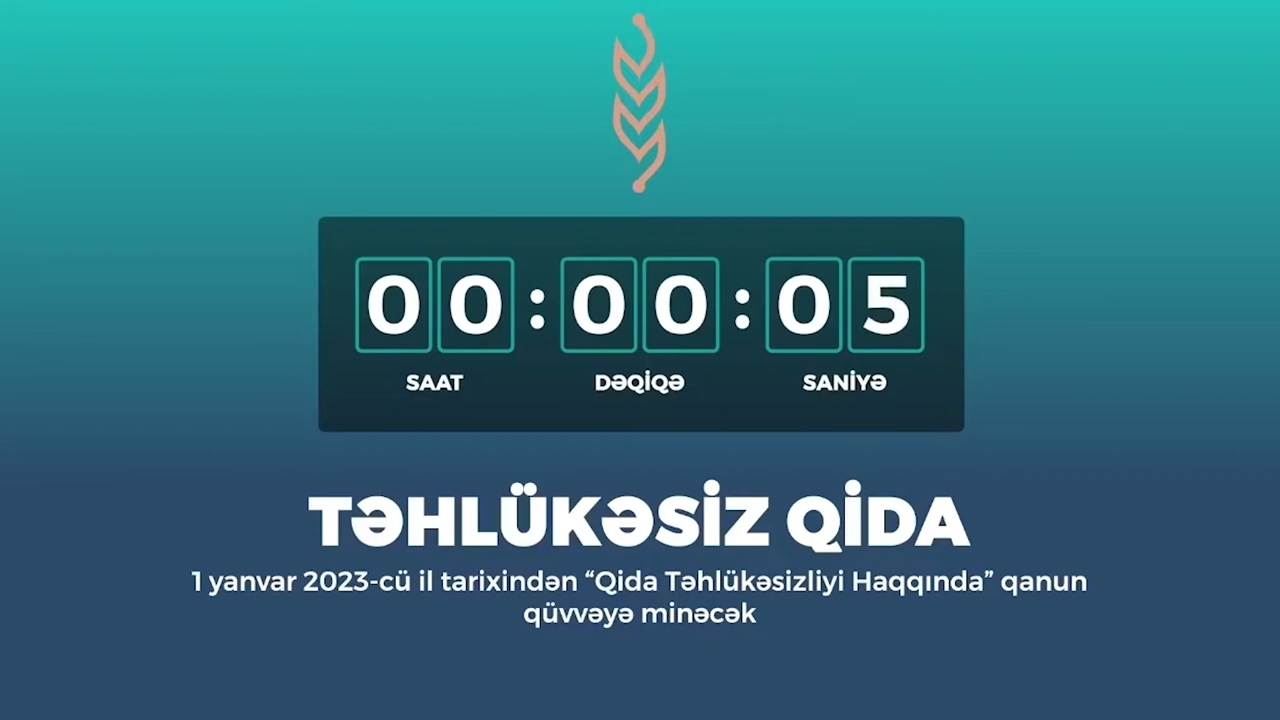 00:00:05
SAAT DƏQİQƏ SANİYƏ
TƏHLÜKƏSİZ QİDA
1 yanvar 2023-cü il tarixindən “Qida Təhlükəsizliyi Haqqında” qanun
qüvvəyə minəcək